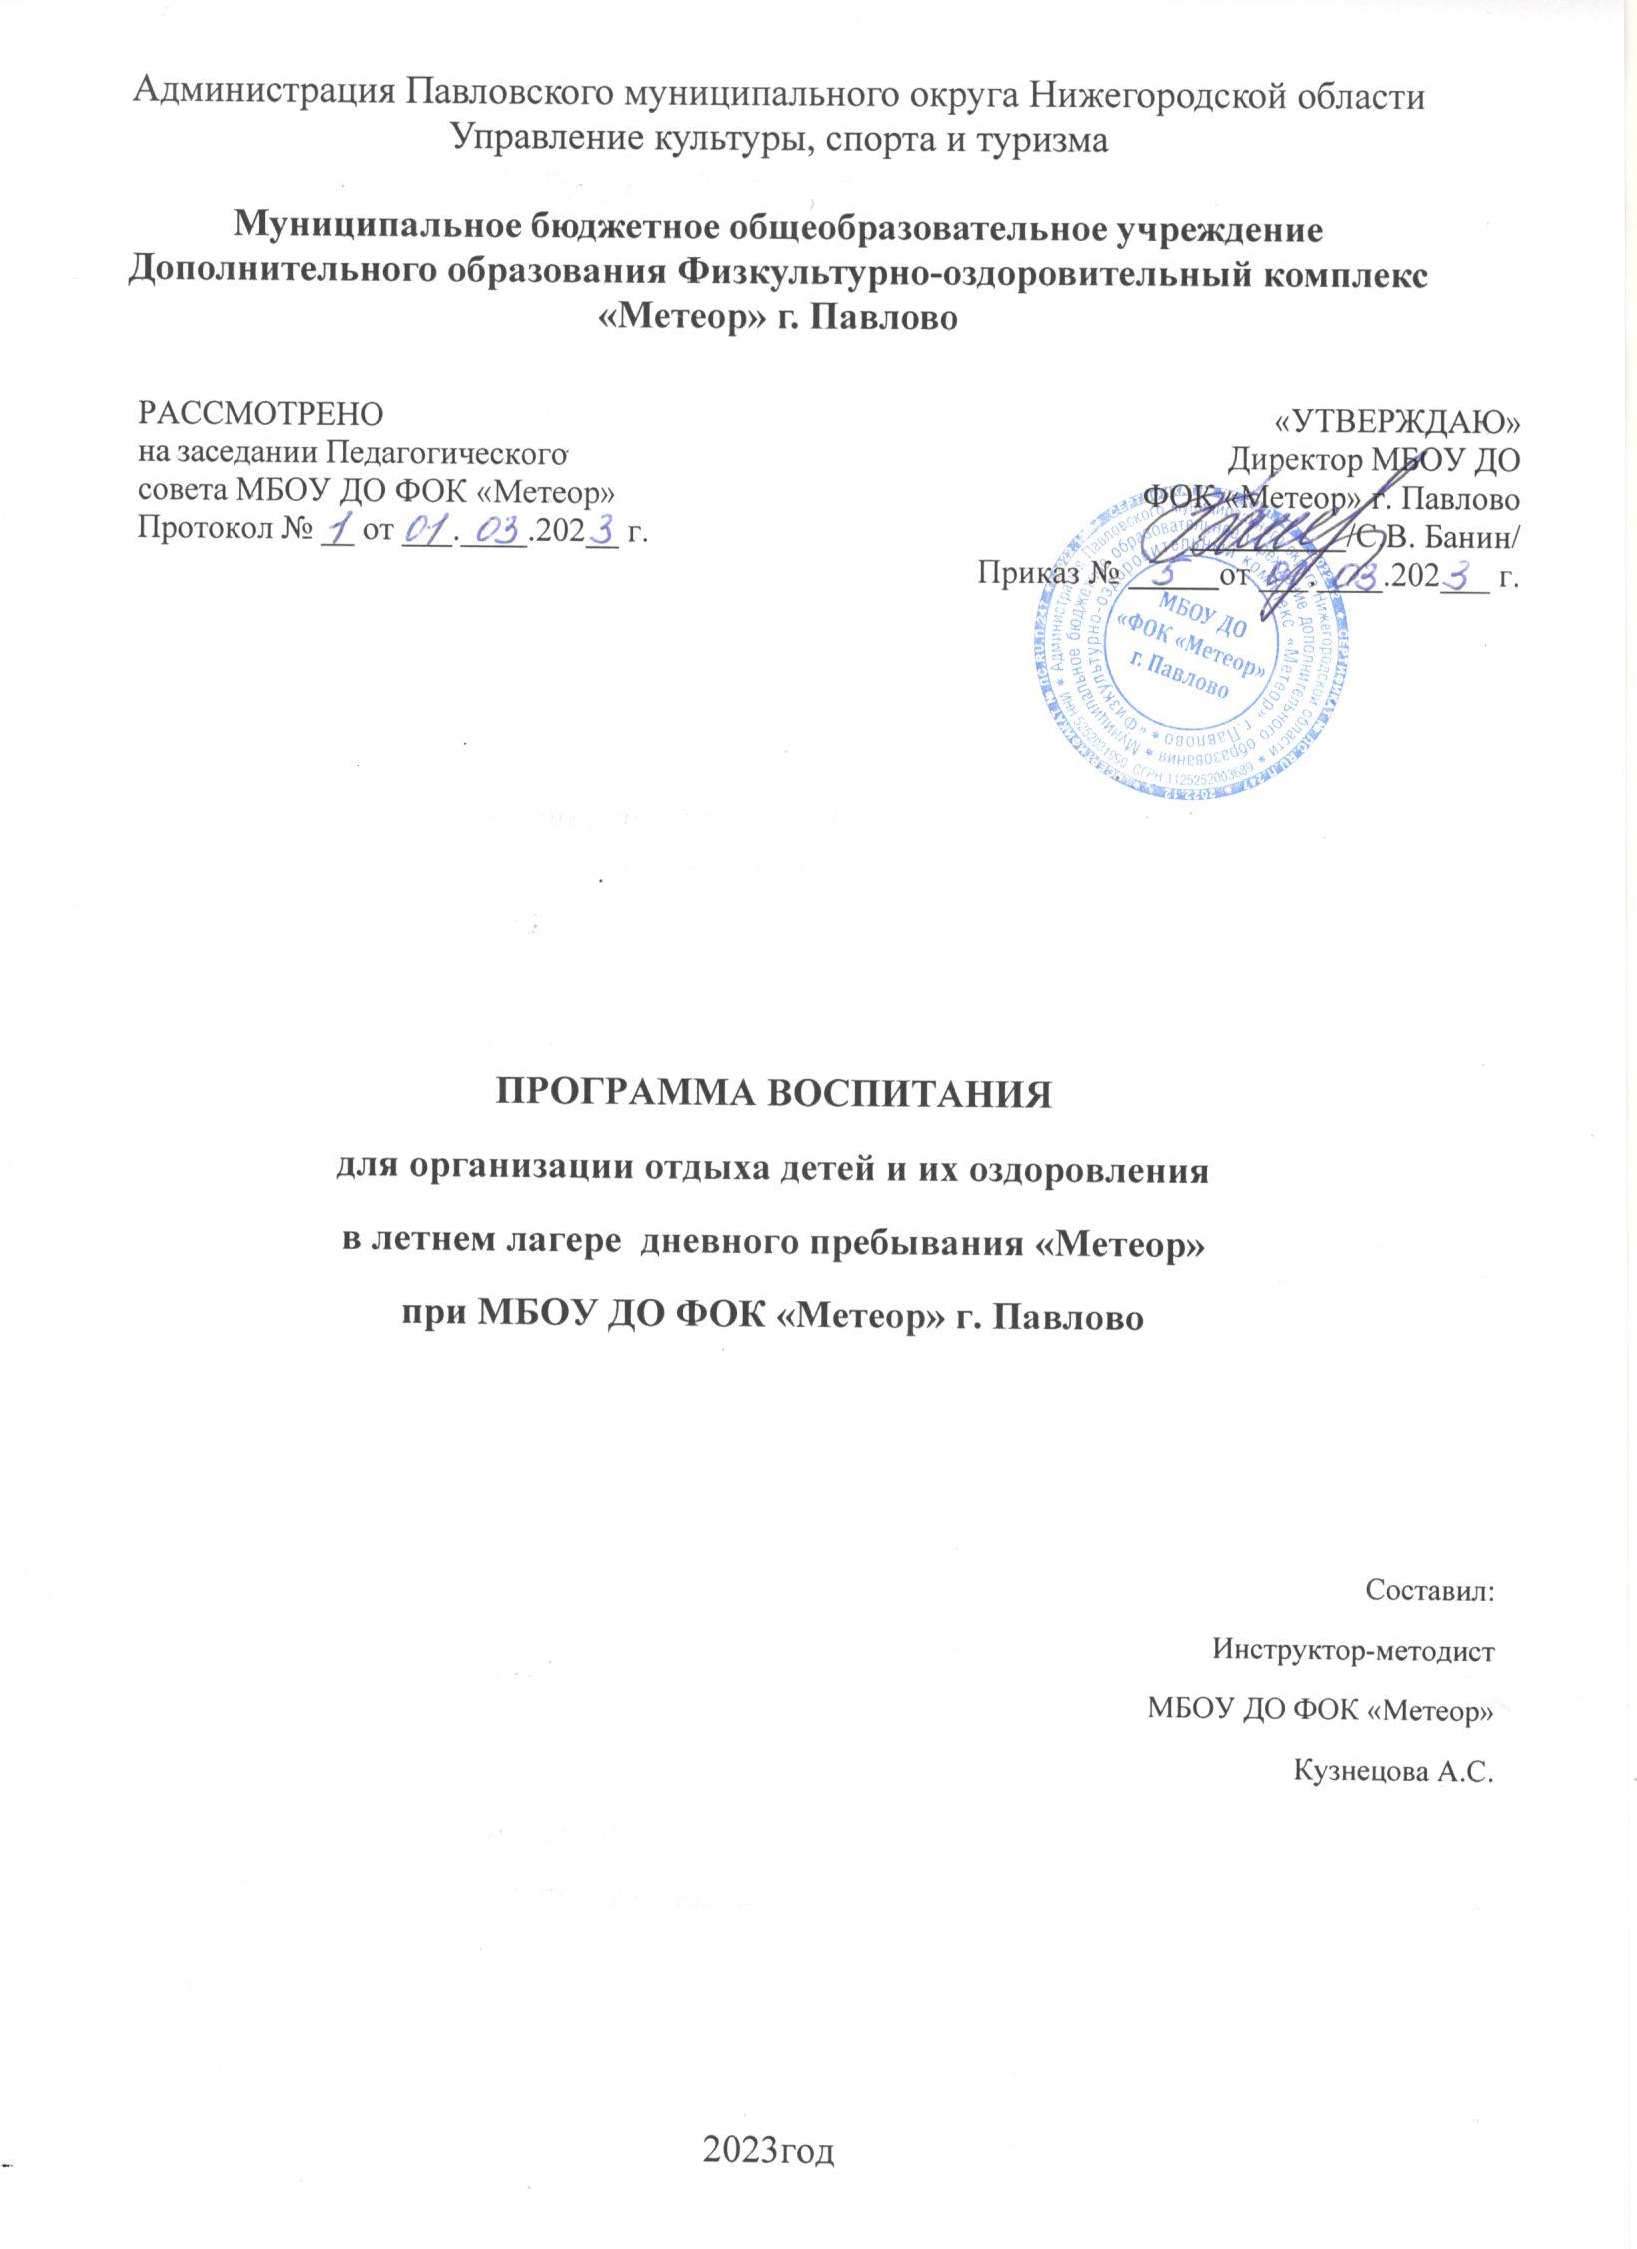 Администрация Павловского муниципального округа Нижегородской области
Управление культуры, спорта и туризма
Муниципальное бюджетное общеобразовательное учреждение
Дополнительного образования Физкультурно-оздоровительный комплекс
«Метеор» г. Павлово
РАССМОТРЕНО
на заседании Педагогического
совета МБОУ ДО ФОК «Метеор»
Протокол № 1 от 01.03.2023 г.
«УТВЕРЖДАЮ»
Директор МБОУ ДО
ФОК «Метеор» г. Павлово
/С.В. Банин/
Приказ № 5 от 01.03.2023 г.
МБОУ ДО
«ФОК «Метеор»
г. Павлово
ПРОГРАММА ВОСПИТАНИЯ
для организации отдыха детей и их оздоровления
в летнем лагере дневного пребывания «Метеор»
при МБОУ ДО ФОК «Метеор» г. Павлово
Составил:
Инструктор-методист
МБОУ ДО ФОК «Метеор»
Кузнецова А.С.
2023год